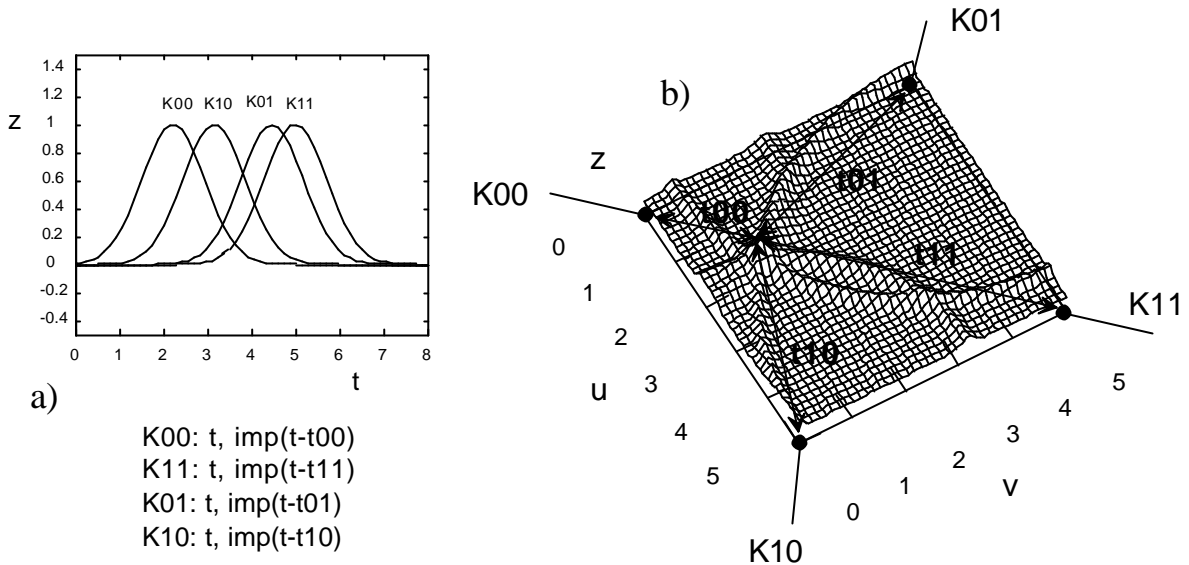 K00 K10 K01 K11
z
1.4
1.2
1
0.8
0.6
0.4
0.2
0
-0.2
-0.4
0 1 2 3 4 5 6 7 8
t
a)
K00: t, imp(t-t00)
K11: t, imp(t-t11)
K01: t, imp(t-t01)
K10: t, imp(t-t10)
b)
K01
z
K00
t01
t00
t11
K11
t10
u
0
1
2
3
4
5
0
1
2
3
4
5
v
K10